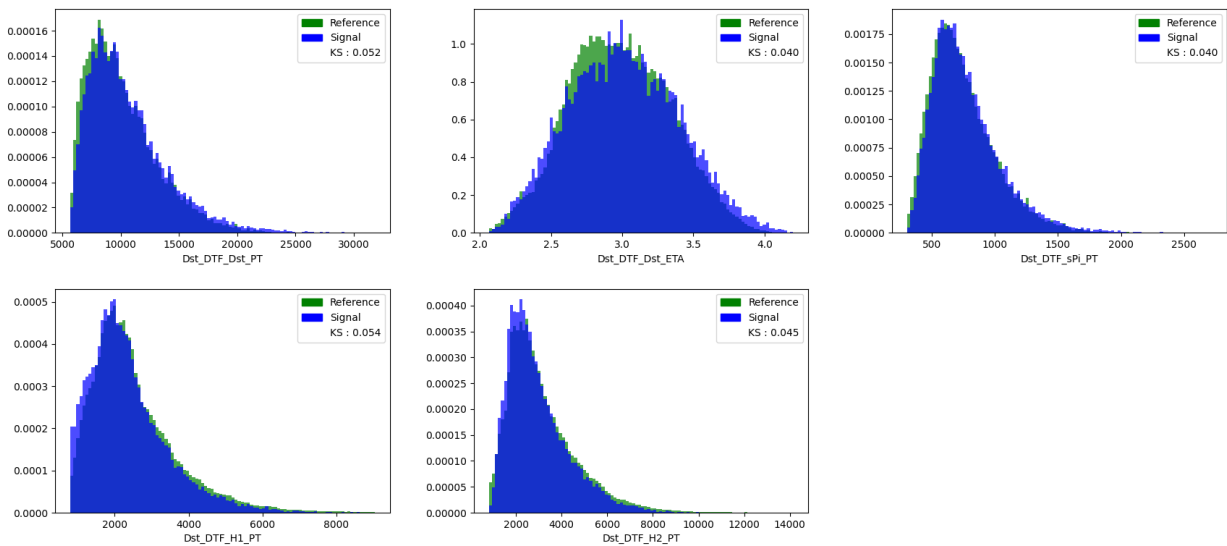 0.00016
0.00014
0.00012
0.00010
0.00008
0.00006
0.00004
0.00002
0.00000
5000 10000 15000 20000 25000 30000
Dst_DTF_Dst_PT
Reference
Signal
KS : 0.052
1.0
0.8
0.6
0.4
0.2
0.0
2.0 2.5 3.0 3.5 4.0
Dst_DTF_Dst_ETA
Reference
Signal
KS : 0.040
0.00175
0.00150
0.00125
0.00100
0.00075
0.00050
0.00025
0.00000
500 1000 1500 2000 2500
Dst_DTF_sPi_PT
Reference
Signal
KS : 0.040
0.0005
0.0004
0.0003
0.0002
0.0001
0.0000
2000 4000 6000 8000
Dst_DTF_H1_PT
Reference
Signal
KS : 0.054
0.00040
0.00035
0.00030
0.00025
0.00020
0.00015
0.00010
0.00005
0.00000
2000 4000 6000 8000 10000 12000 14000
Dst_DTF_H2_PT
Reference
Signal
KS : 0.045